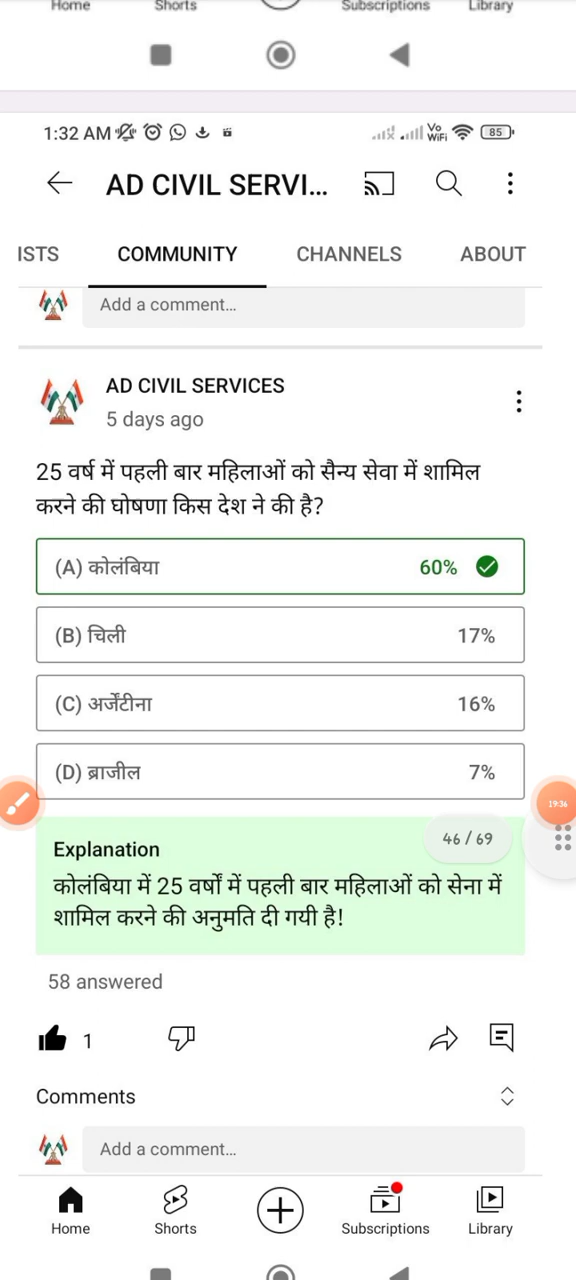 Home Shorts Subscriptions Library
1:32 AM Vo WiFi 85
AD CIVIL SERVI...
ISTS COMMUNITY CHANNELS ABOUT
Add a comment...
AD CIVIL SERVICES
5 days ago
25 वर्ष में पहली बार महिलाओं को सैन्य सेवा में शामिल
करने की घोषणा किस देश ने की है?
(A) कोलंबिया 60%
(B) चिली 17%
(C) अर्जेंटीना 16%
(D) ब्राजील 7%
19:36
46 / 69
Explanation
कोलंबिया में 25 वर्षों में पहली बार महिलाओं को सेना में
शामिल करने की अनुमति दी गयी है!
58 answered
1
Comments
Add a comment...
Home Shorts Subscriptions Library